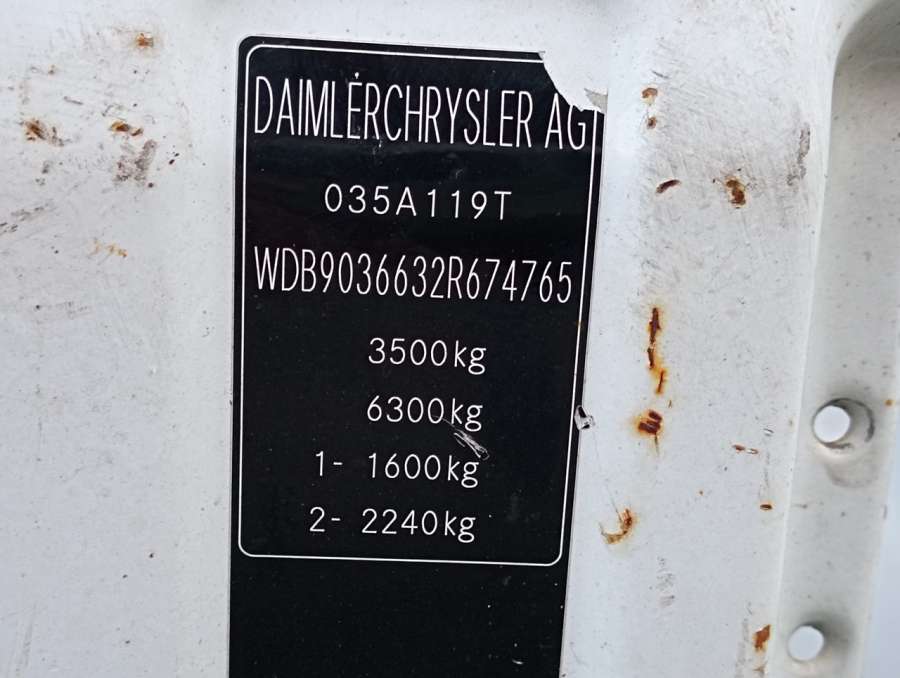 DAIMLERCHRYSLER AG
035A119T
WDB9036632R674765
3500kg
6300kg
1- 1600kg
2- 2240kg